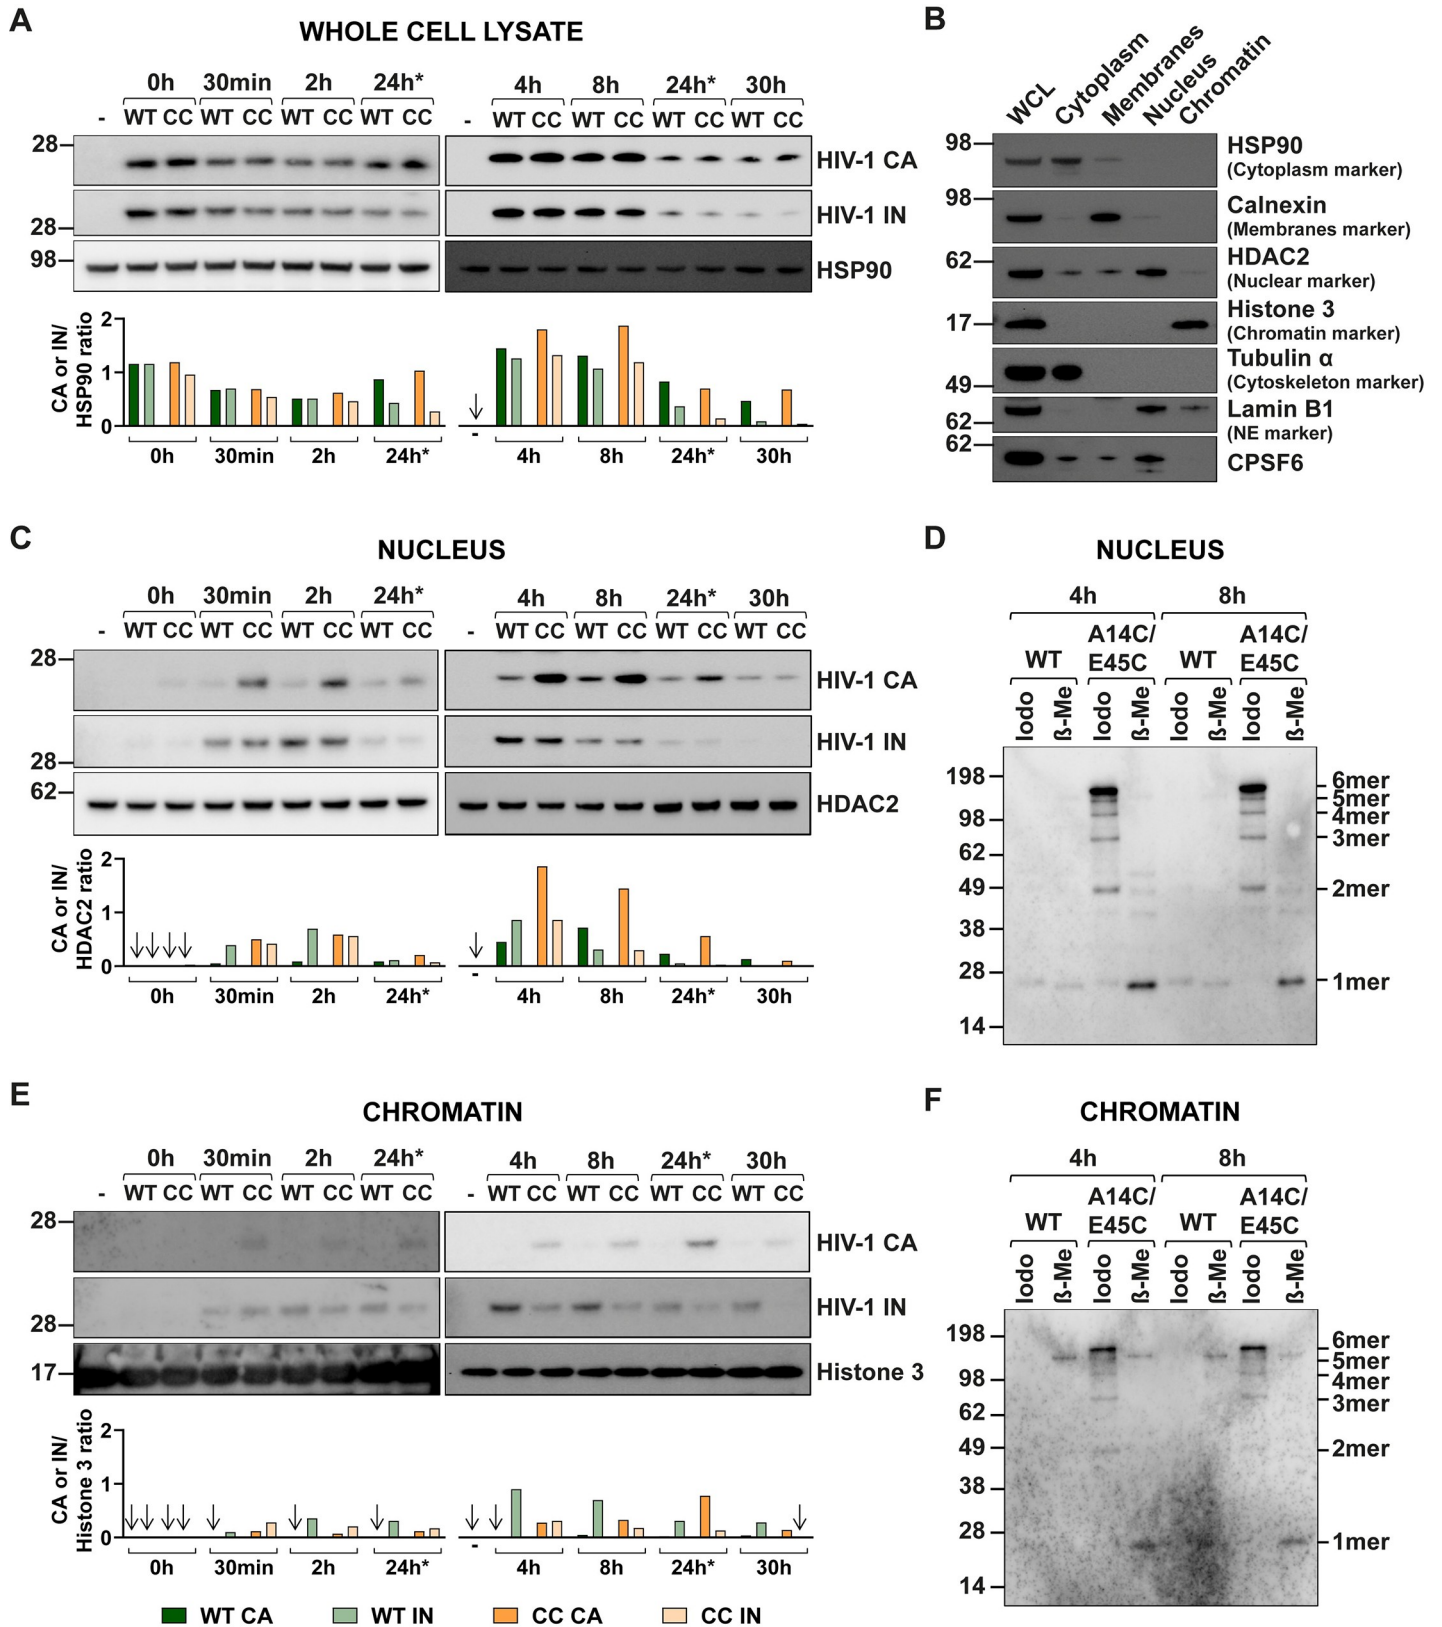 A
WHOLE CELL LYSATE
0h 30min 2h 24h* 4h 8h 24h* 30h
- WT CC WT CC WT CC WT CC - WT CC WT CC WT CC WT CC
28 HIV-1 CA
HIV-1 IN
28
98 HSP90
CA or IN/
HSP90 ratio
2
1
0
-
0h 30min 2h 24h* 4h 8h 24h* 30h
B
WCL Cytoplasm Membranes Nucleus Chromatin
98 HSP90
(Cytoplasm marker)
98 Calnexin
(Membranes marker)
62 HDAC2
(Nuclear marker)
17 Histone 3
(Chromatin marker)
Tubulin α
49 (Cytoskeleton marker)
Lamin B1
62 (NE marker)
62 CPSF6
C
NUCLEUS
0h 30min 2h 24h* 4h 8h 24h* 30h
- WT CC WT CC WT CC WT CC - WT CC WT CC WT CC WT CC
28 HIV-1 CA
HIV-1 IN
28
62 HDAC2
CA or IN/
HDAC2 ratio
2
1
0
-
0h 30min 2h 24h* 4h 8h 24h* 30h
D
NUCLEUS
4h 8h
A14C/ A14C/
WT E45C WT E45C
Iodo ß-Me Iodo ß-Me Iodo ß-Me Iodo ß-Me
198 6mer
5mer
98 4mer
3mer
62
49 2mer
38
28 1mer
14
E
CHROMATIN
0h 30min 2h 24h* 4h 8h 24h* 30h
- WT CC WT CC WT CC WT CC - WT CC WT CC WT CC WT CC
28 HIV-1 CA
HIV-1 IN
28
17 Histone 3
CA or IN/
Histone 3 ratio
2
1
0
-
0h 30min 2h 24h* 4h 8h 24h* 30h
WT CA WT IN CC CA CC IN
F
CHROMATIN
4h 8h
A14C/ A14C/
WT E45C WT E45C
Iodo ß-Me Iodo ß-Me Iodo ß-Me Iodo ß-Me
198 6mer
5mer
98 4mer
3mer
62
49 2mer
38
28 1mer
14